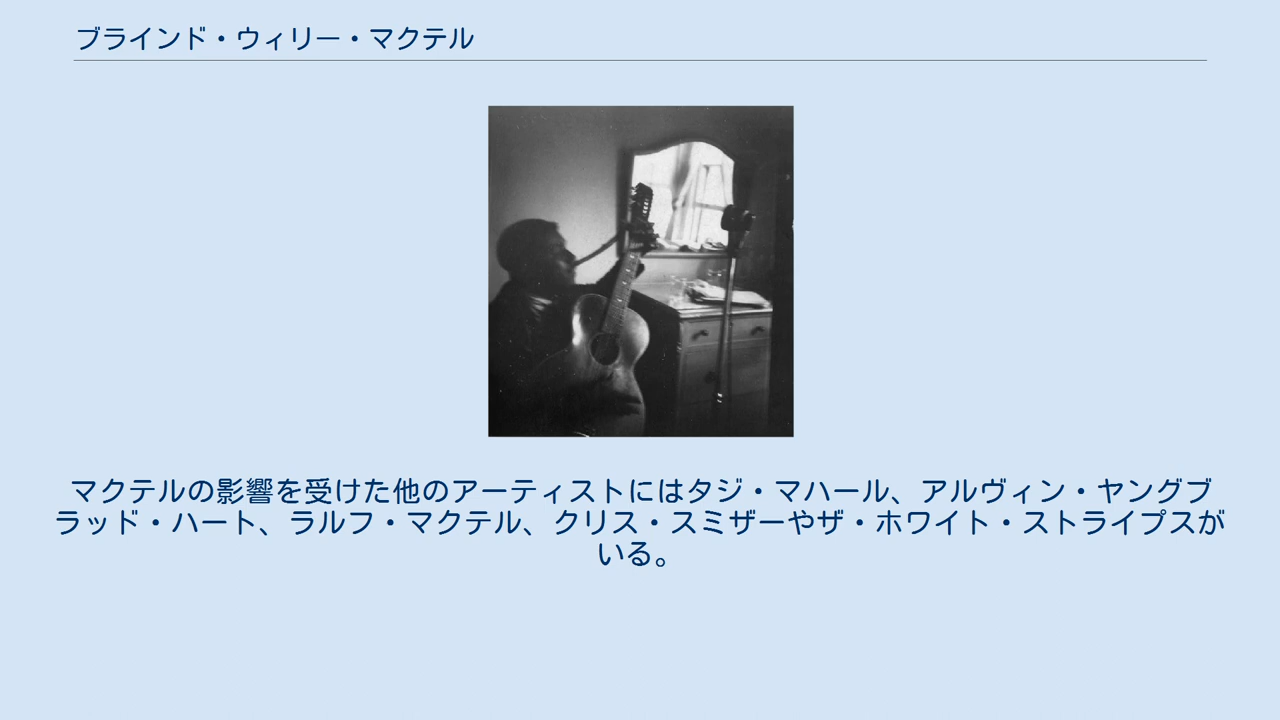 ブラインド・ウィリー・マクテル
マクテルの影響を受けた他のアーティストにはタジ・マハール、アルヴィン・ヤングブ
ラッド・ハート、ラルフ・マクテル、クリス・スミザーやザ・ホワイト・ストライプスが
いる。